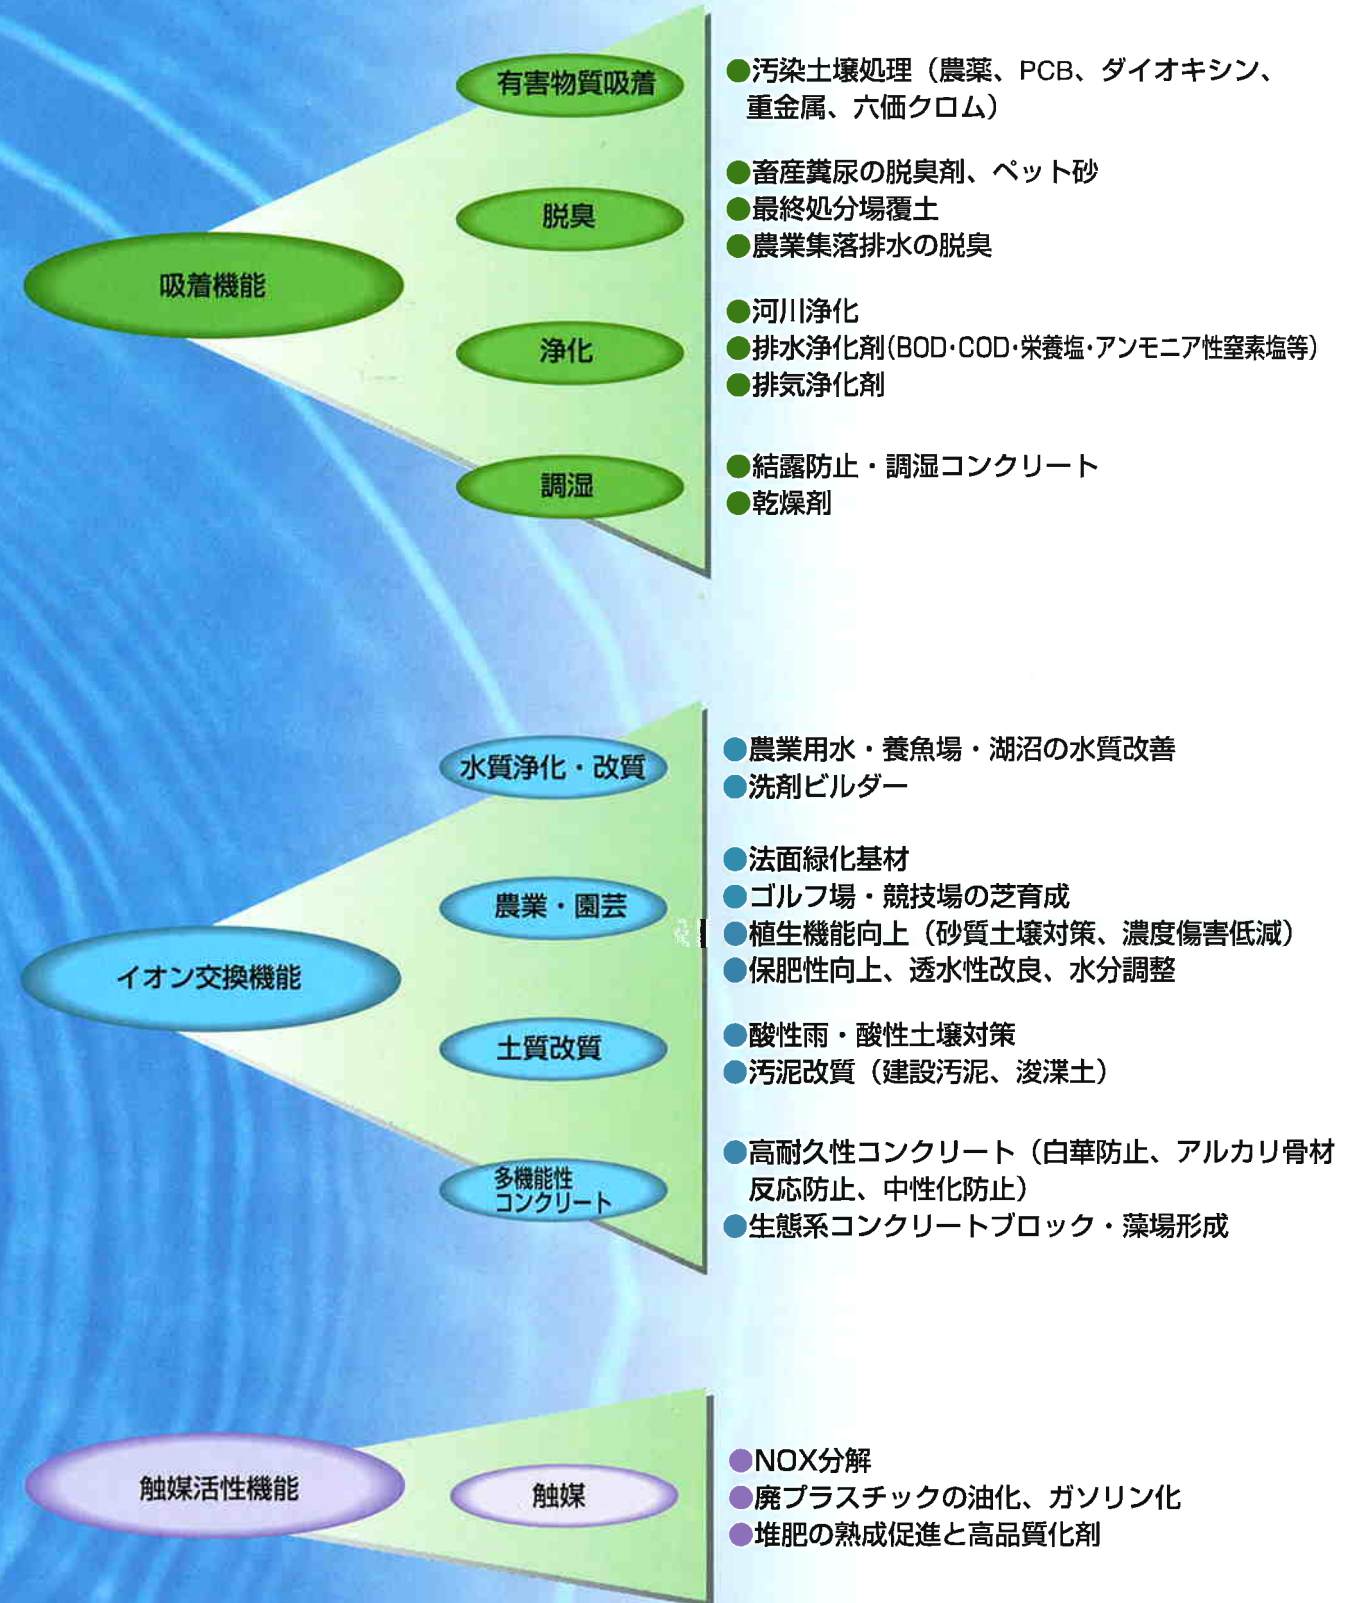 有害物質吸着
●汚染土壌処理（農薬、PCB、ダイオキシン、
重金属、六価クロム）
脱臭
●畜産糞尿の脱臭剤、ペット砂
●最終処分場覆土
●農業集落排水の脱臭
吸着機能
浄化
●河川浄化
●排水浄化剤(BOD・COD・栄養塩・アンモニア性窒素塩等)
●排気浄化剤
調湿
●結露防止・調湿コンクリート
●乾燥剤
水質浄化・改質
●農業用水・養魚場・湖沼の水質改善
●洗剤ビルダー
農業・園芸
●法面緑化基材
●ゴルフ場・競技場の芝育成
●植生機能向上（砂質土壌対策、濃度傷害低減）
●保肥性向上、透水性改良、水分調整
イオン交換機能
土質改質
●酸性雨・酸性土壌対策
●汚泥改質（建設汚泥、浚渫土）
多機能性
コンクリート
●高耐久性コンクリート（白華防止、アルカリ骨材
反応防止、中性化防止）
●生態系コンクリートブロック・藻場形成
触媒活性機能
触媒
●NOX分解
●廃プラスチックの油化、ガソリン化
●堆肥の熟成促進と高品質化剤